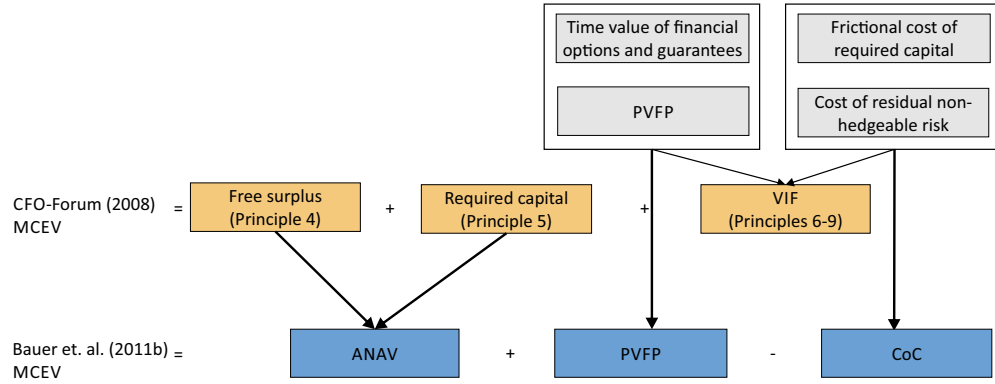 Time value of financial
options and guarantees
Frictional cost of
required capital
PVFP
Cost of residual non-
hedgeable risk
CFO-Forum (2008)
MCEV
=
Free surplus
(Principle 4)
+
Required capital
(Principle 5)
+
VIF
(Principles 6-9)
Bauer et. al. (2011b)
MCEV
=
ANAV
+
PVFP
-
CoC